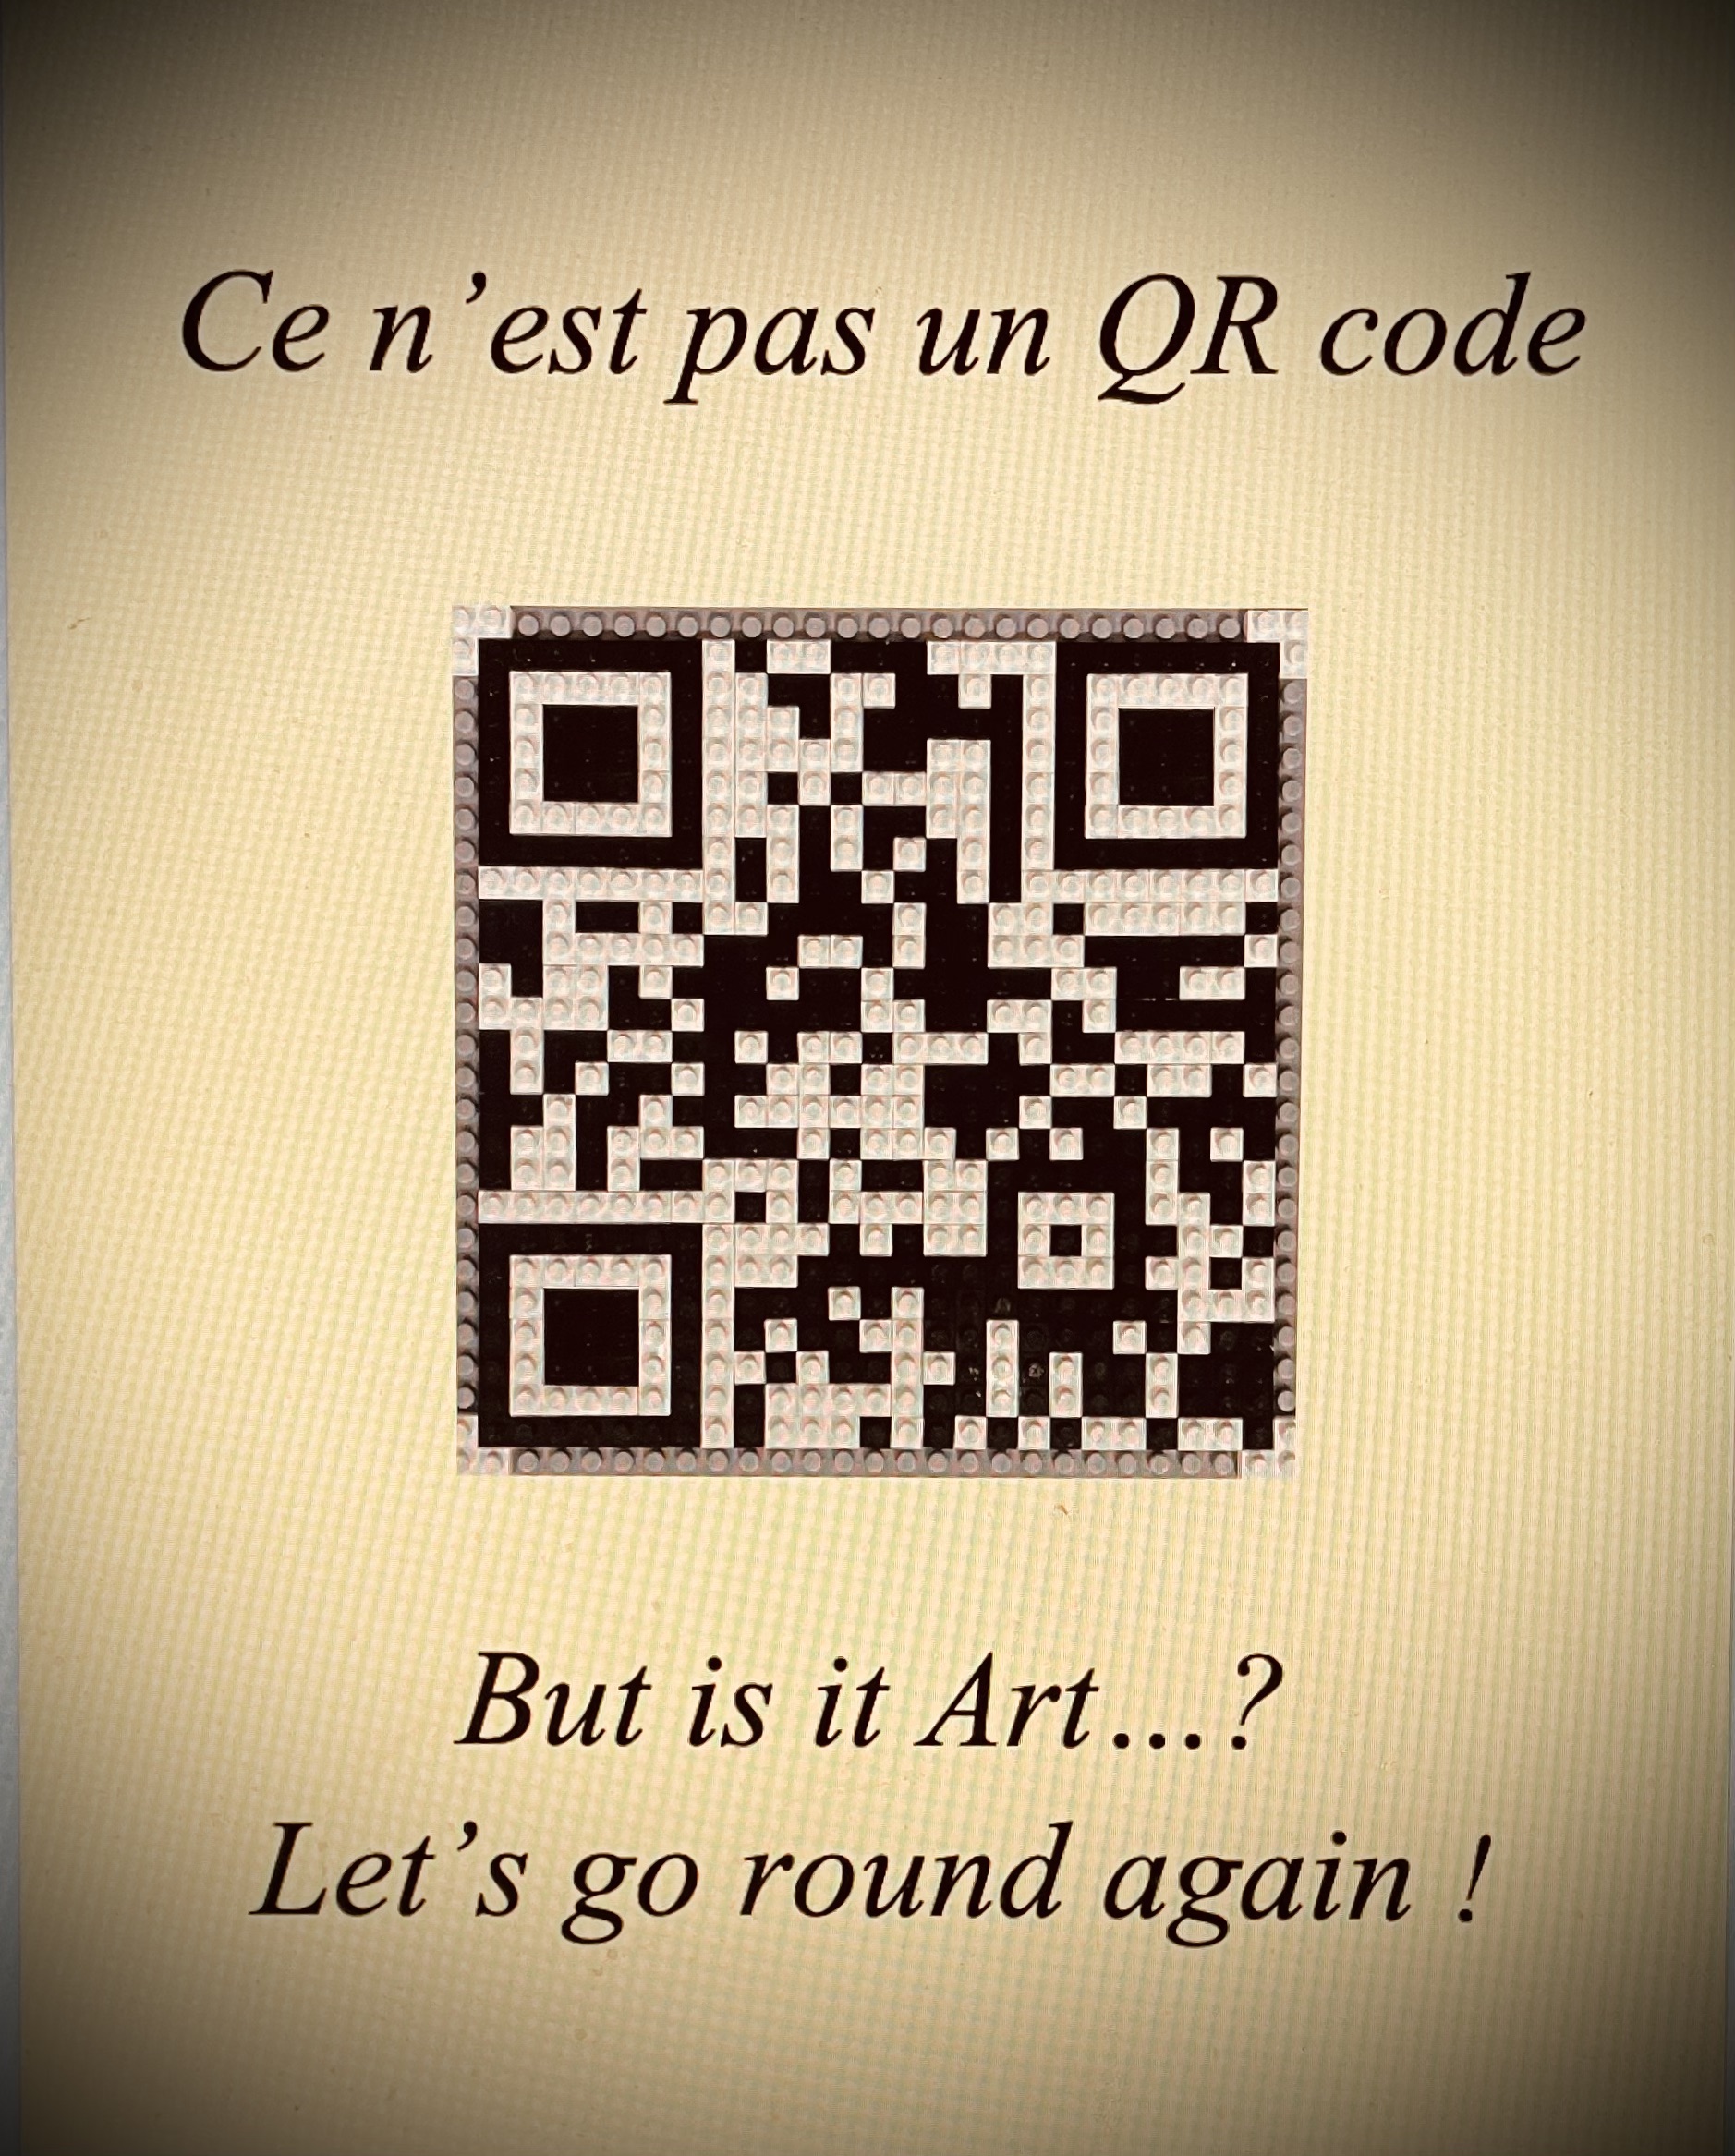 Ce n’est pas un QR code
But is it Art...?
Let’s go round again !